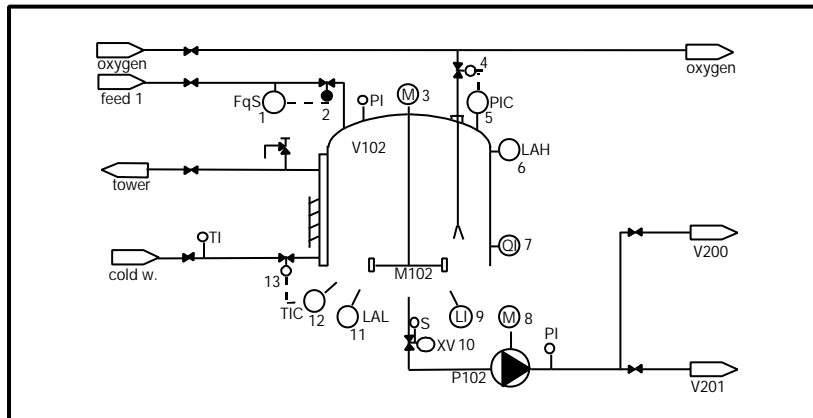 oxygen
4
oxygen
feed 1
FqS
1
2
PI
M 3
PIC
5
V102
LAH
6
tower
TI
QI 7
V200
cold w.
13
M102
TIC
12
LAL
11
LI 9
S
XV 10
M 8
PI
P102
V201